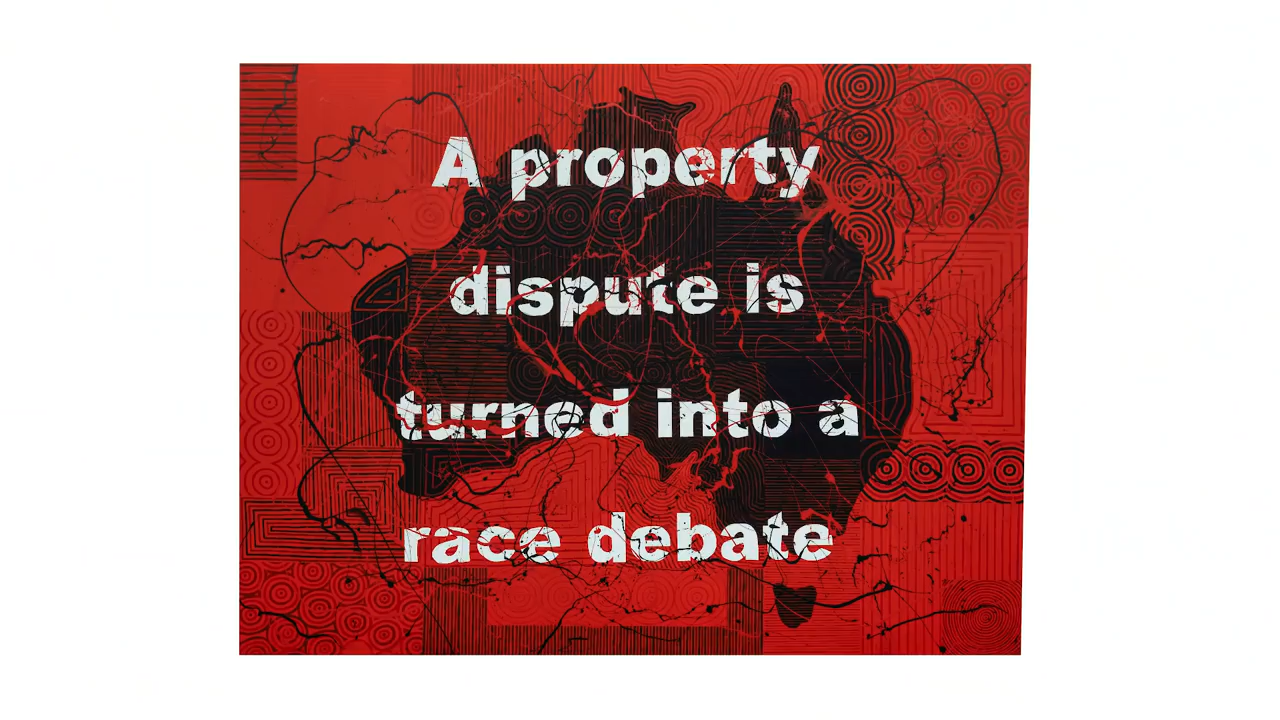 A property
dispute is
turned into a
race debate